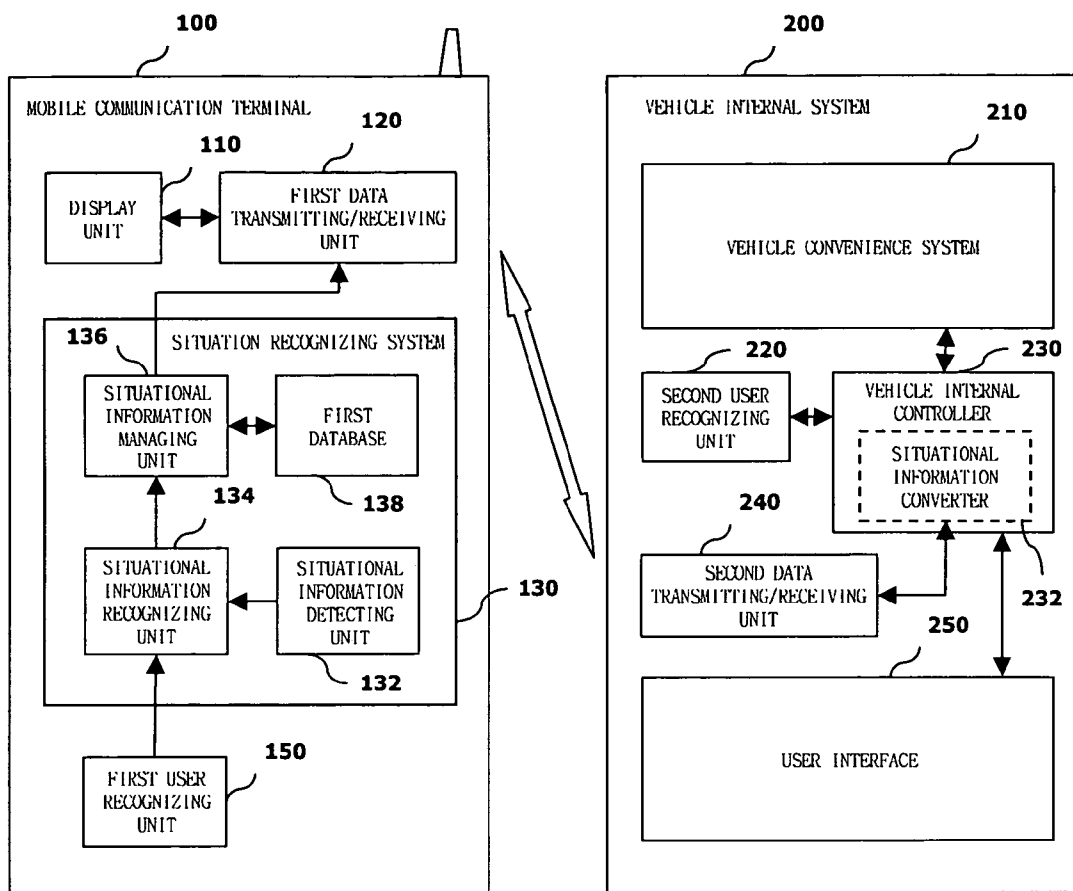 100
MOBILE COMMUNICATION TERMINAL
110
120
DISPLAY
UNIT
FIRST DATA
TRANSMITTING/RECEIVING
UNIT
136
SITUATION RECOGNIZING SYSTEM
SITUATIONAL
INFORMATION
MANAGING
UNIT
FIRST
DATABASE
134
138
SITUATIONAL
INFORMATION
RECOGNIZING
UNIT
SITUATIONAL
INFORMATION
DETECTING
UNIT
130
132
150
FIRST USER
RECOGNIZING
UNIT
200
VEHICLE INTERNAL SYSTEM
210
VEHICLE CONVENIENCE SYSTEM
220
230
SECOND USER
RECOGNIZING
UNIT
VEHICLE INTERNAL
CONTROLLER
SITUATIONAL
INFORMATION
CONVERTER
240
232
SECOND DATA
TRANSMITTING/RECEIVING
UNIT
250
USER INTERFACE